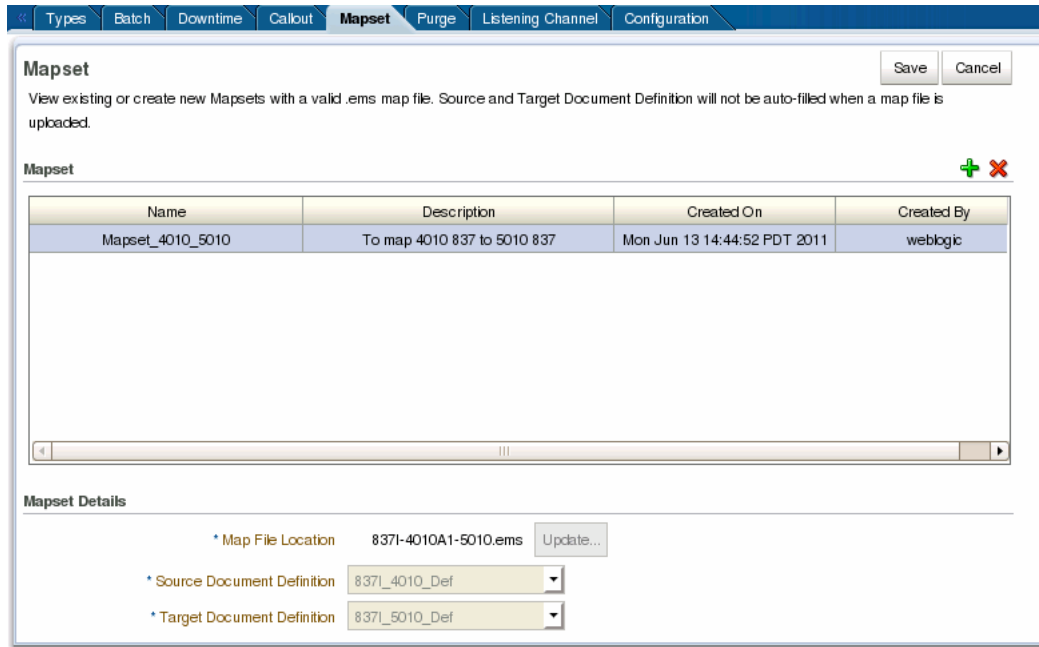 « Types Batch Downtime Callout Mapset Purge Listening Channel Configuration
Mapset Save Cancel
View existing or create new Mapsets with a valid .ems map file. Source and Target Document Definition will not be auto-filled when a map file is
uploaded.
Mapset
Name Description Created On Created By
Mapset_4010_5010 To map 4010 837 to 5010 837 Mon Jun 13 14:44:52 PDT 2011 weblogic
Mapset Details
* Map File Location 837I-4010A1-5010.ems Update...
* Source Document Definition 837I_4010_Def
* Target Document Definition 837I_5010_Def